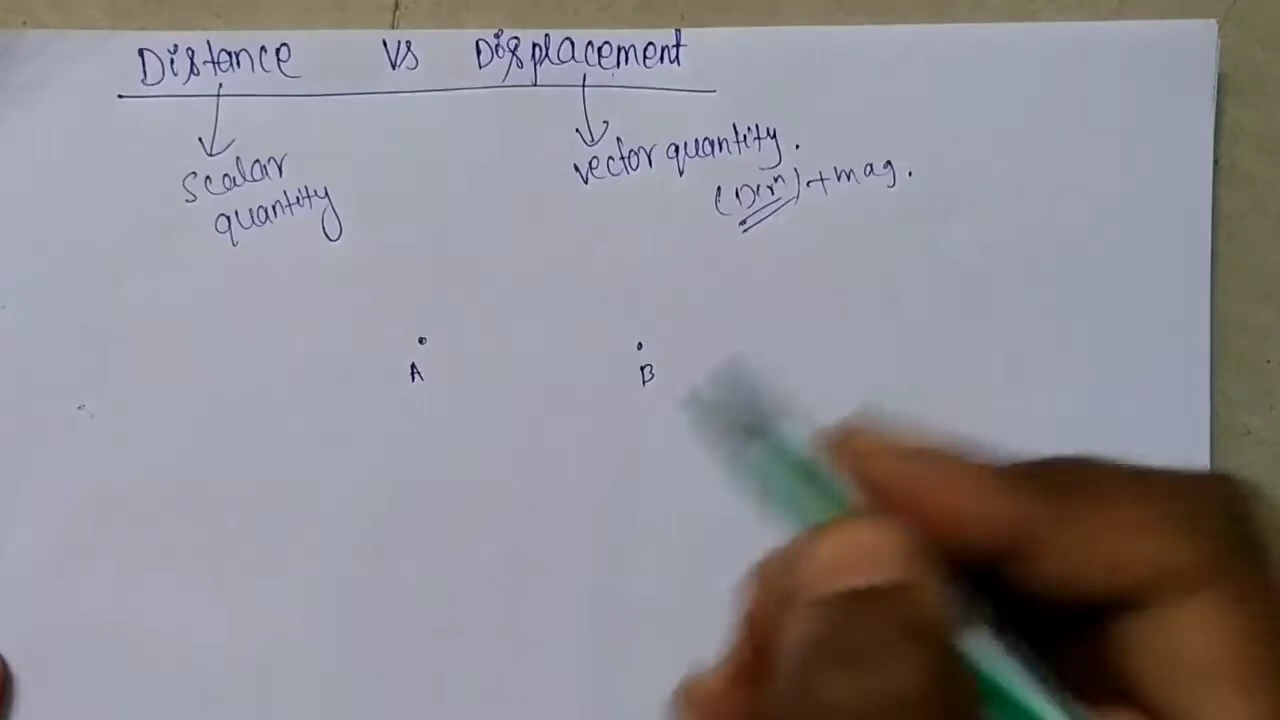 Distance vs Displacement
scalar
quantity
vector quantity.
(Dirⁿ) + mag.
A B